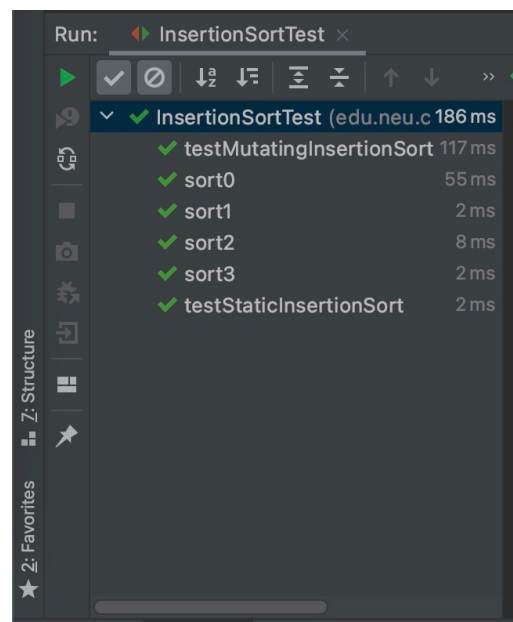 Run: InsertionSortTest ×
InsertionSortTest (edu.neu.c 186 ms
testMutatingInsertionSort 117 ms
sort0 55 ms
sort1 2 ms
sort2 8 ms
sort3 2 ms
testStaticInsertionSort 2 ms
Z: Structure
2: Favorites